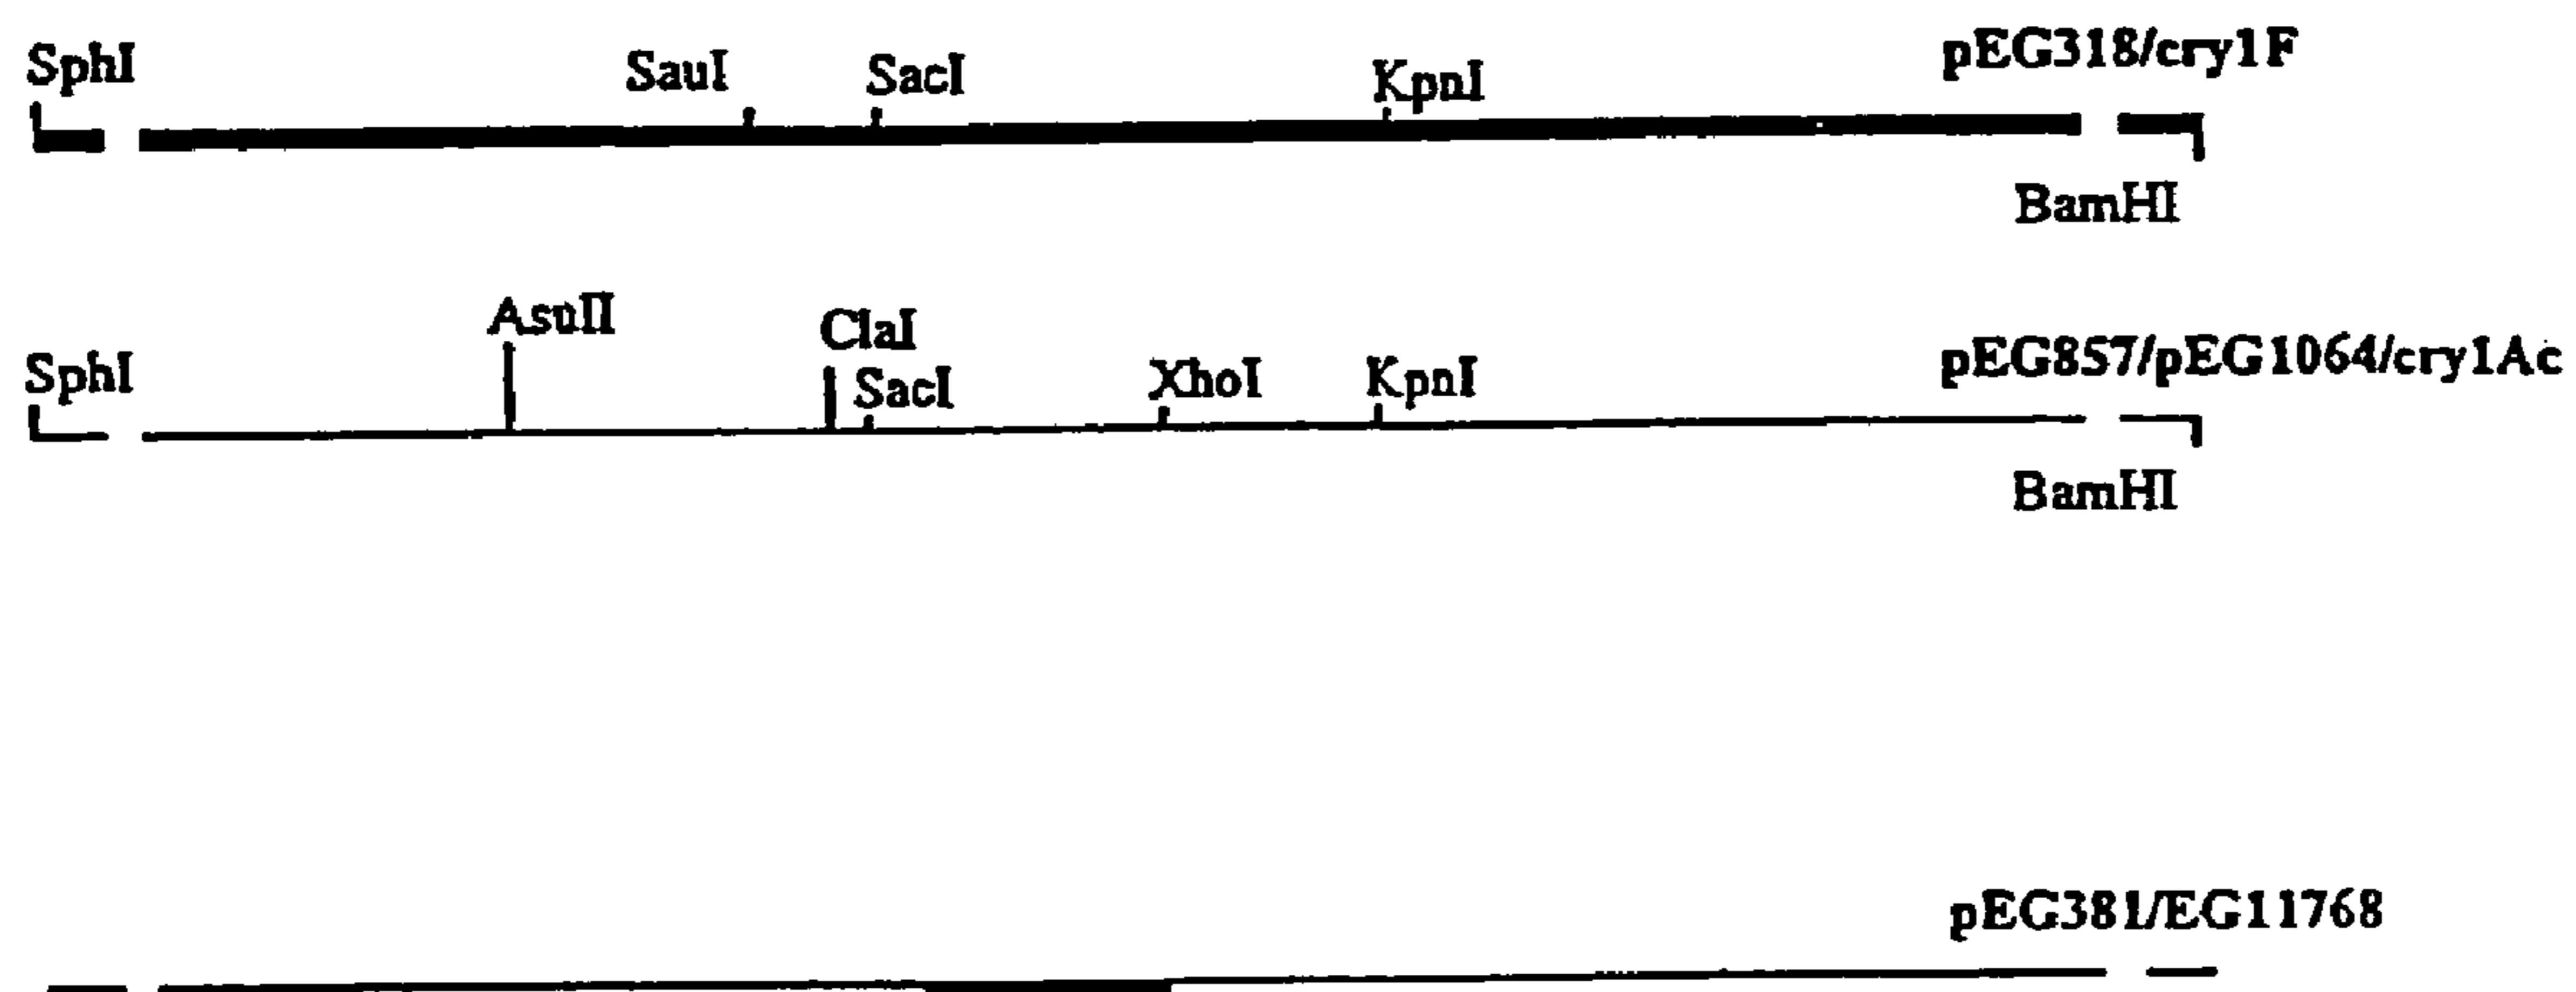 SphI SauI SacI KpnI pEG318/cry1F
BamHI
SphI AsuII ClaI SacI XhoI KpnI pEG857/pEG1064/cry1Ac
BamHI
pEG381/EG11768